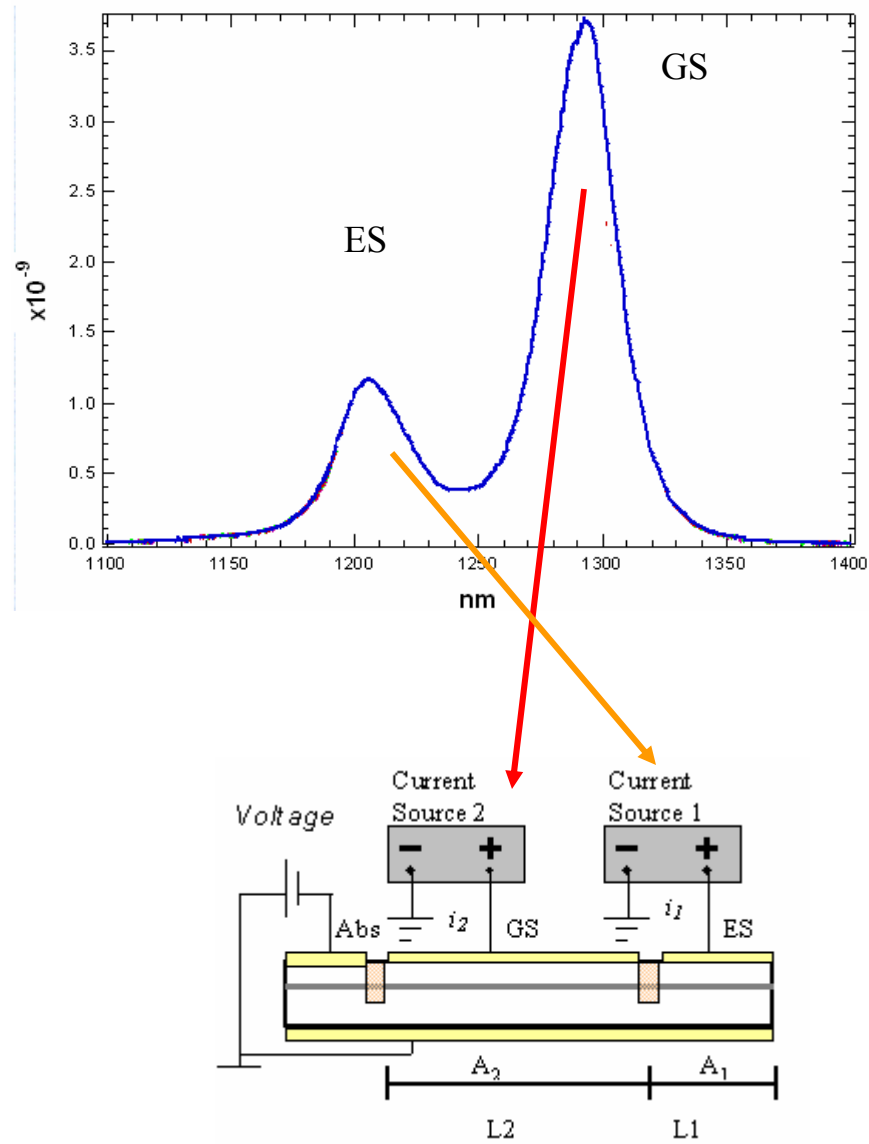 GS
ES
x10⁻⁹
3.5
3.0
2.5
2.0
1.5
1.0
0.5
0.0
1100 1150 1200 1250 1300 1350 1400
nm
Current Source 2
Current Source 1
Voltage
− +
− +
Abs i₂ GS i₁ ES
A₂ A₁
L2 L1